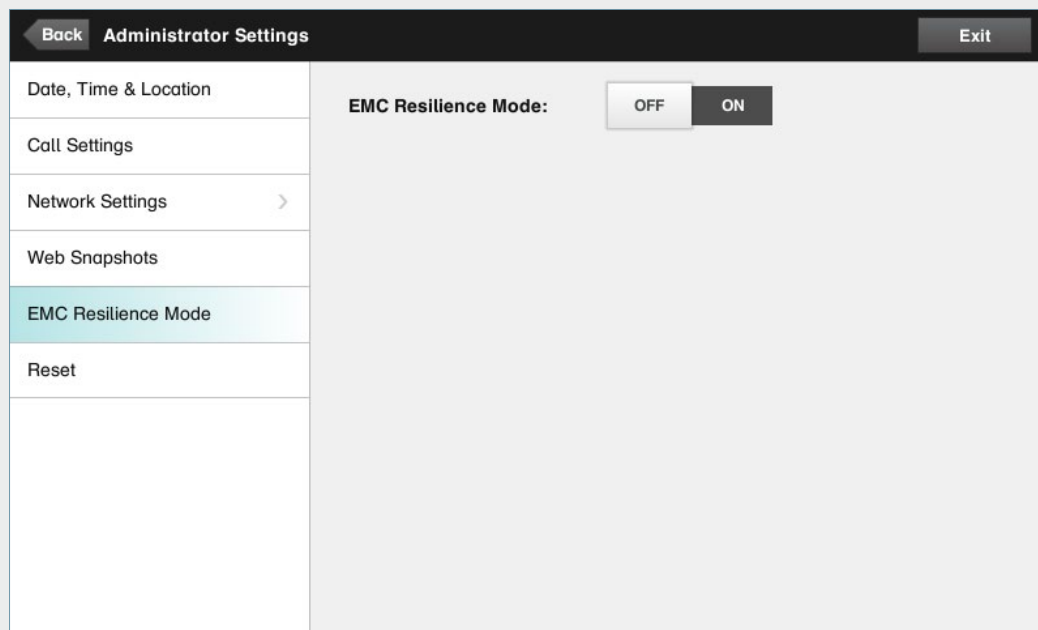 Back Administrator Settings Exit
Date, Time & Location
EMC Resilience Mode: OFF ON
Call Settings
Network Settings
Web Snapshots
EMC Resilience Mode
Reset